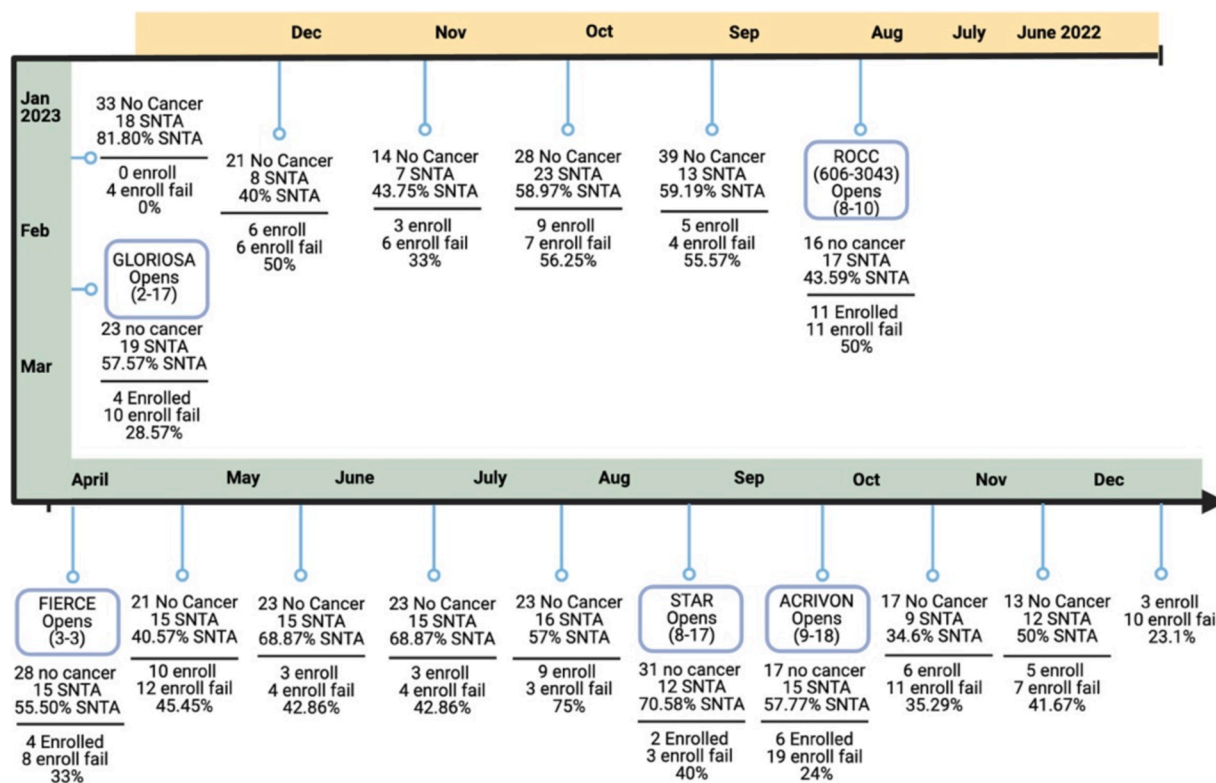 Dec Nov Oct Sep Aug July June 2022
Jan
2023
Feb
Mar
33 No Cancer
18 SNTA
81.80% SNTA
0 enroll
4 enroll fail
0%
21 No Cancer
8 SNTA
40% SNTA
6 enroll
6 enroll fail
50%
14 No Cancer
7 SNTA
43.75% SNTA
3 enroll
6 enroll fail
33%
28 No Cancer
23 SNTA
58.97% SNTA
9 enroll
7 enroll fail
56.25%
39 No Cancer
13 SNTA
59.19% SNTA
5 enroll
4 enroll fail
55.57%
ROCC
(606-3043)
Opens
(8-10)
16 no cancer
17 SNTA
43.59% SNTA
11 Enrolled
11 enroll fail
50%
GLORIOSA
Opens
(2-17)
23 no cancer
19 SNTA
57.57% SNTA
4 Enrolled
10 enroll fail
28.57%
April May June July Aug Sep Oct Nov Dec
FIERCE
Opens
(3-3)
28 no cancer
15 SNTA
55.50% SNTA
4 Enrolled
8 enroll fail
33%
21 No Cancer
15 SNTA
40.57% SNTA
10 enroll
12 enroll fail
45.45%
23 No Cancer
15 SNTA
68.87% SNTA
3 enroll
4 enroll fail
42.86%
23 No Cancer
15 SNTA
68.87% SNTA
3 enroll
4 enroll fail
42.86%
23 No Cancer
16 SNTA
57% SNTA
9 enroll
3 enroll fail
75%
STAR
Opens
(8-17)
31 no cancer
12 SNTA
70.58% SNTA
2 Enrolled
3 enroll fail
40%
ACRIVON
Opens
(9-18)
17 no cancer
15 SNTA
57.77% SNTA
6 Enrolled
19 enroll fail
24%
17 No Cancer
9 SNTA
34.6% SNTA
6 enroll
11 enroll fail
35.29%
13 No Cancer
12 SNTA
50% SNTA
5 enroll
7 enroll fail
41.67%
3 enroll
10 enroll fail
23.1%